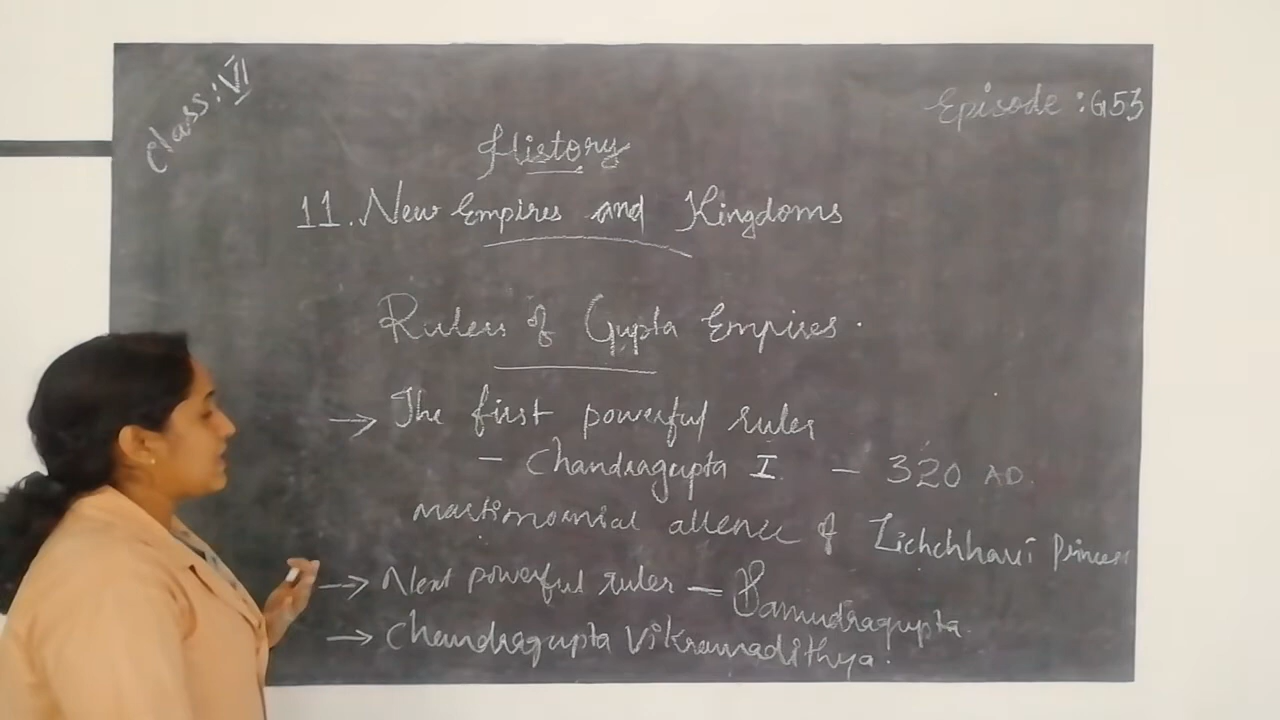 Class: VI
Episode : G53
History
11. New Empires and Kingdoms
Rulers of Gupta Empires.
→ The first powerful ruler
- Chandragupta I - 320 AD.
martimomial allence of Lichchhavi Princess
→ Next powerful ruler - Samudragupta.
→ Chandragupta Vikramadithya.